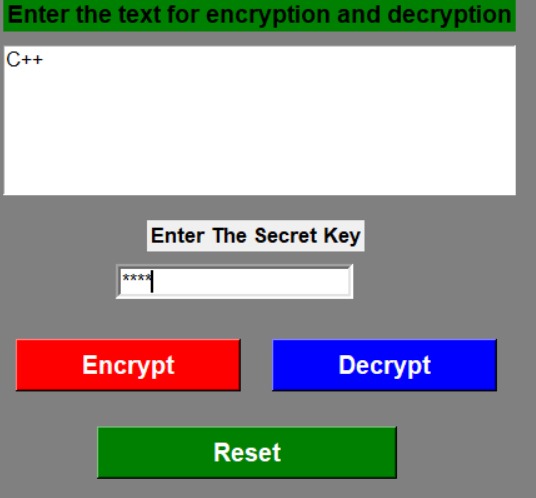 Enter the text for encryption and decryption
C++
Enter The Secret Key
****
Encrypt
Decrypt
Reset